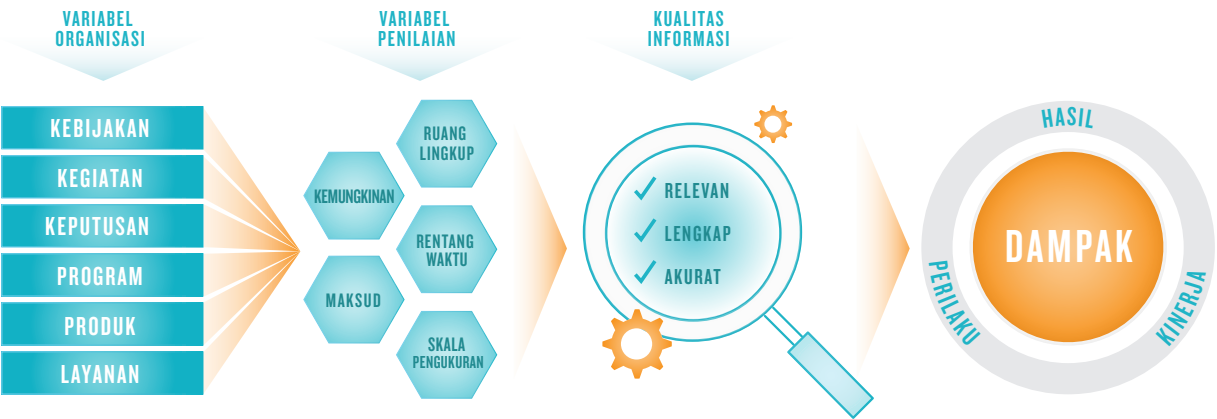 VARIABEL
ORGANISASI
KEBIJAKAN
KEGIATAN
KEPUTUSAN
PROGRAM
PRODUK
LAYANAN
VARIABEL
PENILAIAN
RUANG
LINGKUP
KEMUNGKINAN
RENTANG
WAKTU
MAKSUD
SKALA
PENGUKURAN
KUALITAS
INFORMASI
RELEVAN
LENGKAP
AKURAT
HASIL
DAMPAK
PERILAKU
KINERJA